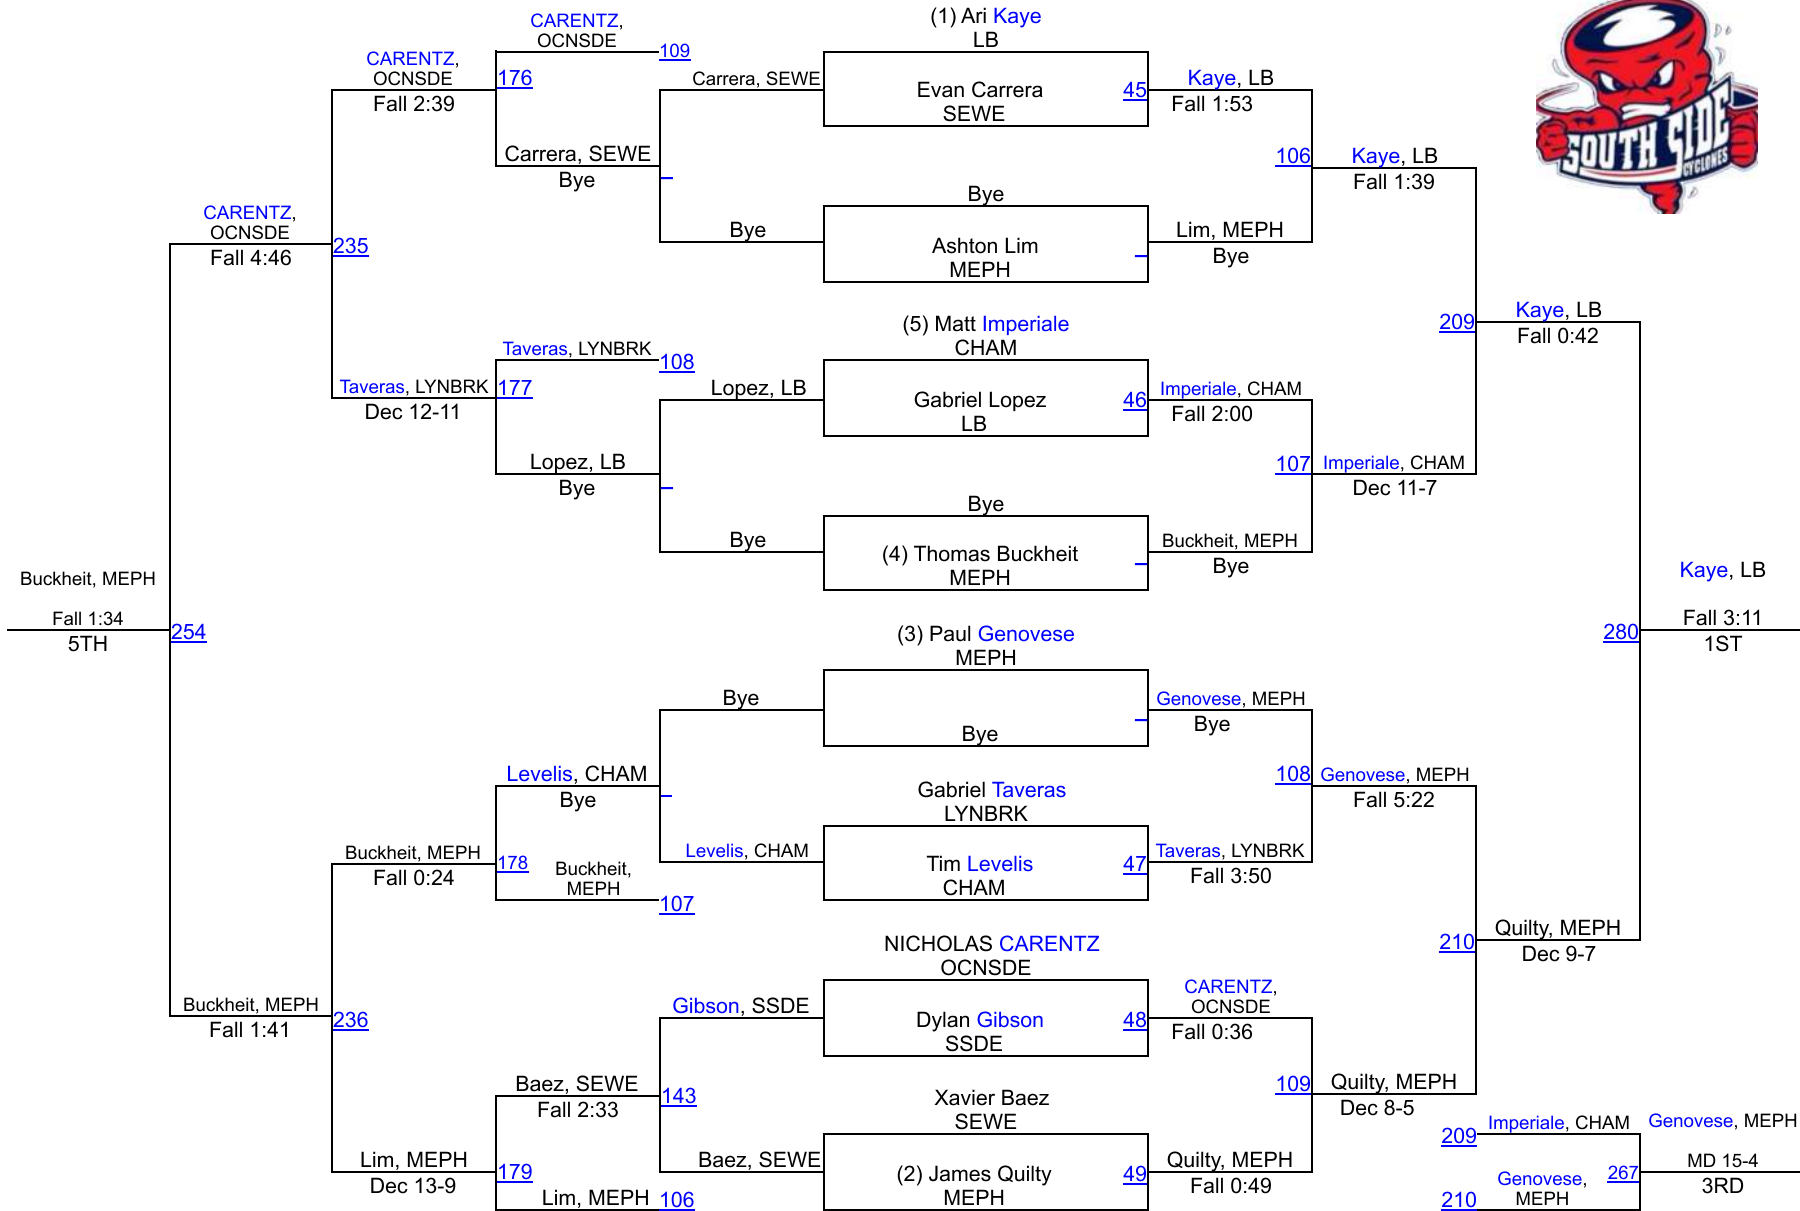 CARENTZ,
OCNSDE
109
CARENTZ,
OCNSDE
Fall 2:39
176
Carrera, SEWE
Bye
CARENTZ,
OCNSDE
Fall 4:46
235
Taveras, LYNBRK
108
Taveras, LYNBRK
Dec 12-11
177
Lopez, LB
Bye
Buckheit, MEPH
Fall 1:34
5TH
254
Levelis, CHAM
Bye
Buckheit, MEPH
Fall 0:24
178
Buckheit,
MEPH
107
Buckheit, MEPH
Fall 1:41
236
Baez, SEWE
Fall 2:33
143
Lim, MEPH
Dec 13-9
179
Lim, MEPH
106
Carrera, SEWE
Bye
Lopez, LB
Bye
Bye
Levelis, CHAM
Gibson, SSDE
Baez, SEWE
(1) Ari Kaye
LB
Evan Carrera
SEWE
45
Bye
Ashton Lim
MEPH
(5) Matt Imperiale
CHAM
Gabriel Lopez
LB
46
Bye
(4) Thomas Buckheit
MEPH
(3) Paul Genovese
MEPH
Bye
Gabriel Taveras
LYNBRK
Tim Levelis
CHAM
47
NICHOLAS CARENTZ
OCNSDE
Dylan Gibson
SSDE
48
Xavier Baez
SEWE
(2) James Quilty
MEPH
49
Kaye, LB
Fall 1:53
106
Lim, MEPH
Bye
Imperiale, CHAM
Fall 2:00
107
Buckheit, MEPH
Bye
Genovese, MEPH
Bye
108
Taveras, LYNBRK
Fall 3:50
CARENTZ,
OCNSDE
Fall 0:36
109
Quilty, MEPH
Fall 0:49
Kaye, LB
Fall 1:39
209
Imperiale, CHAM
Dec 11-7
Genovese, MEPH
Fall 5:22
210
Quilty, MEPH
Dec 8-5
Kaye, LB
Fall 0:42
280
Quilty, MEPH
Dec 9-7
Kaye, LB
Fall 3:11
1ST
209
Imperiale, CHAM
Genovese, MEPH
MD 15-4
3RD
267
Genovese,
MEPH
210
SOUTH SIDE
CYCLONES